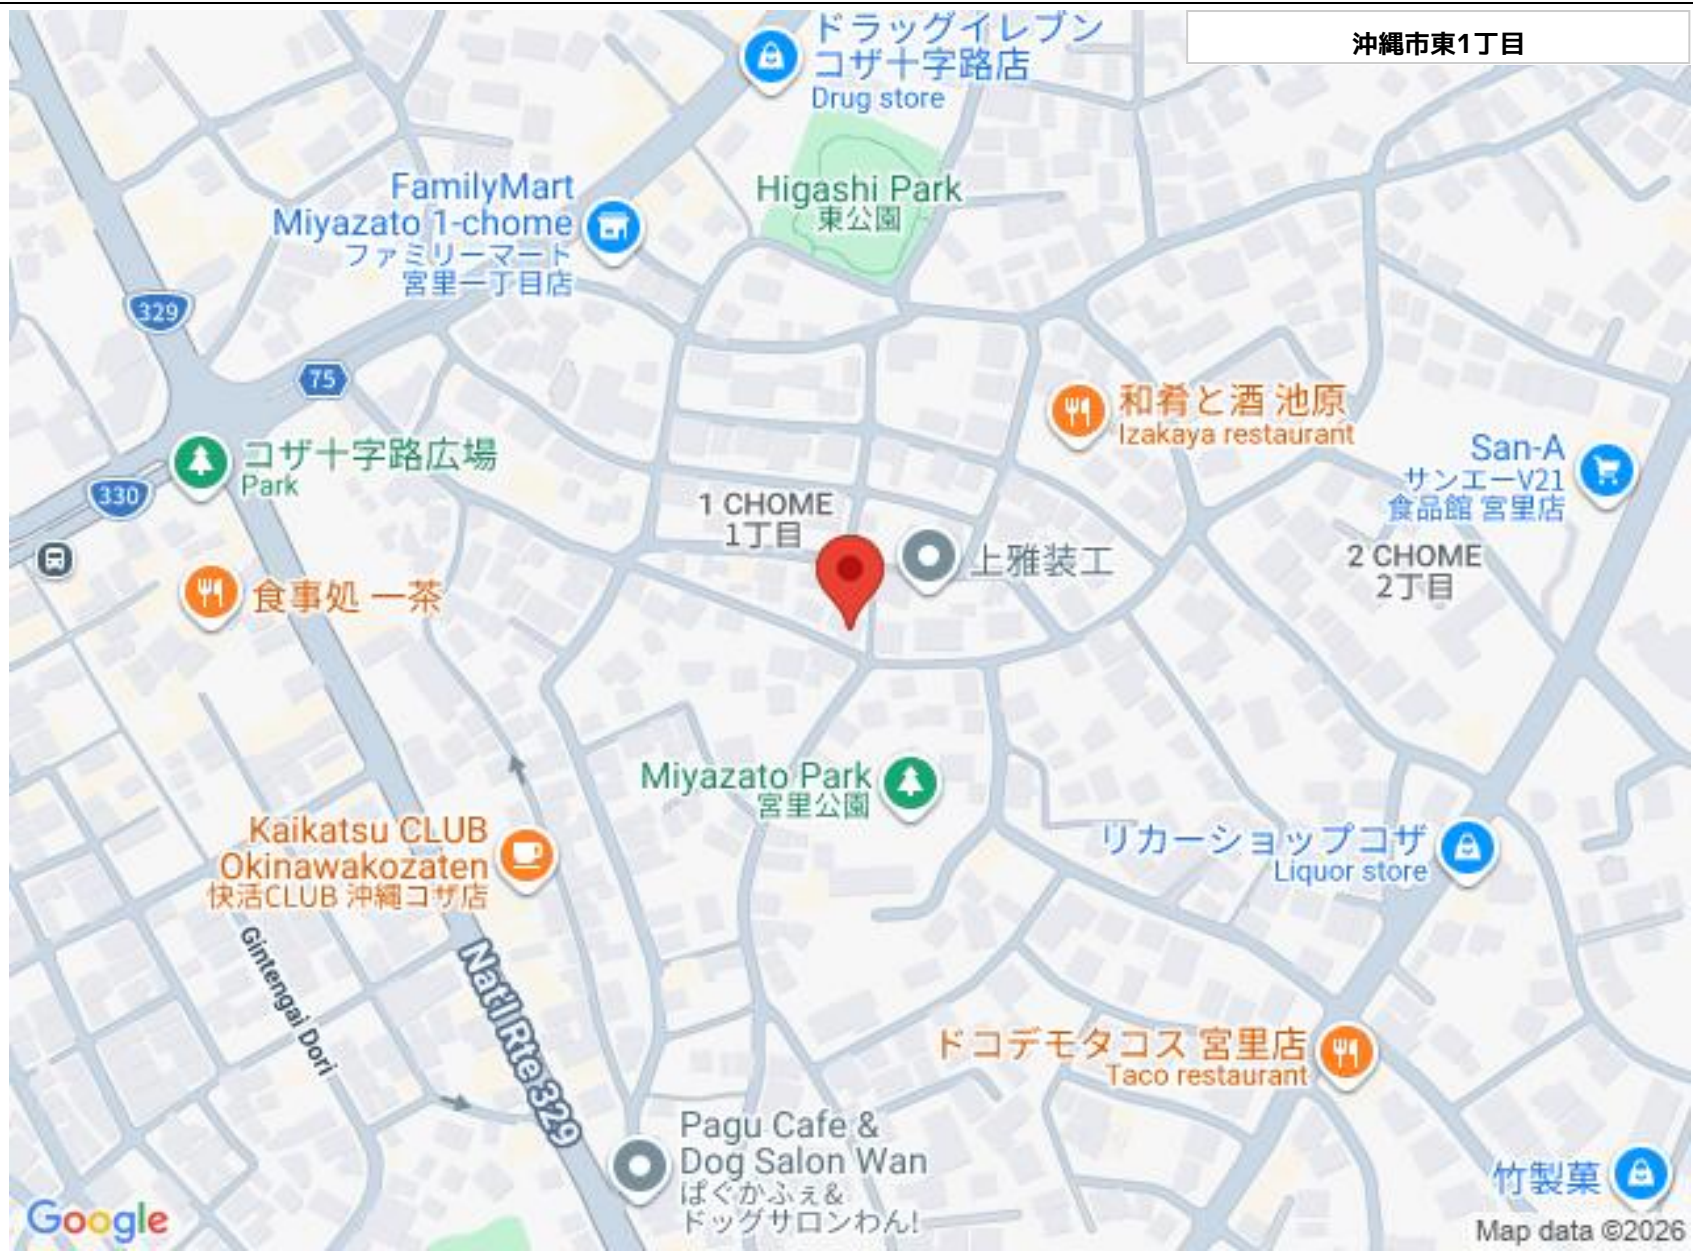 沖縄市東1丁目
ドラッグイレブン
コザ十字路店
Drug store
FamilyMart
Miyazato 1-chome
ファミリーマート
宮里一丁目店
Higashi Park
東公園
329
75
和肴と酒 池原
Izakaya restaurant
コザ十字路広場
Park
330
San-A
サンエーV21
食品館 宮里店
1 CHOME
1丁目
上雅装工
2 CHOME
2丁目
食事処 一茶
Miyazato Park
宮里公園
Kaikatsu CLUB
Okinawakozaten
快活CLUB 沖縄コザ店
リカーショップコザ
Liquor store
Gintengai Dori
Nat'l Rte 329
ドコデモタコス 宮里店
Taco restaurant
Pagu Cafe &
Dog Salon Wan
ぱぐかふぇ&
ドッグサロンわん!
竹製菓
Google
Map data ©2026